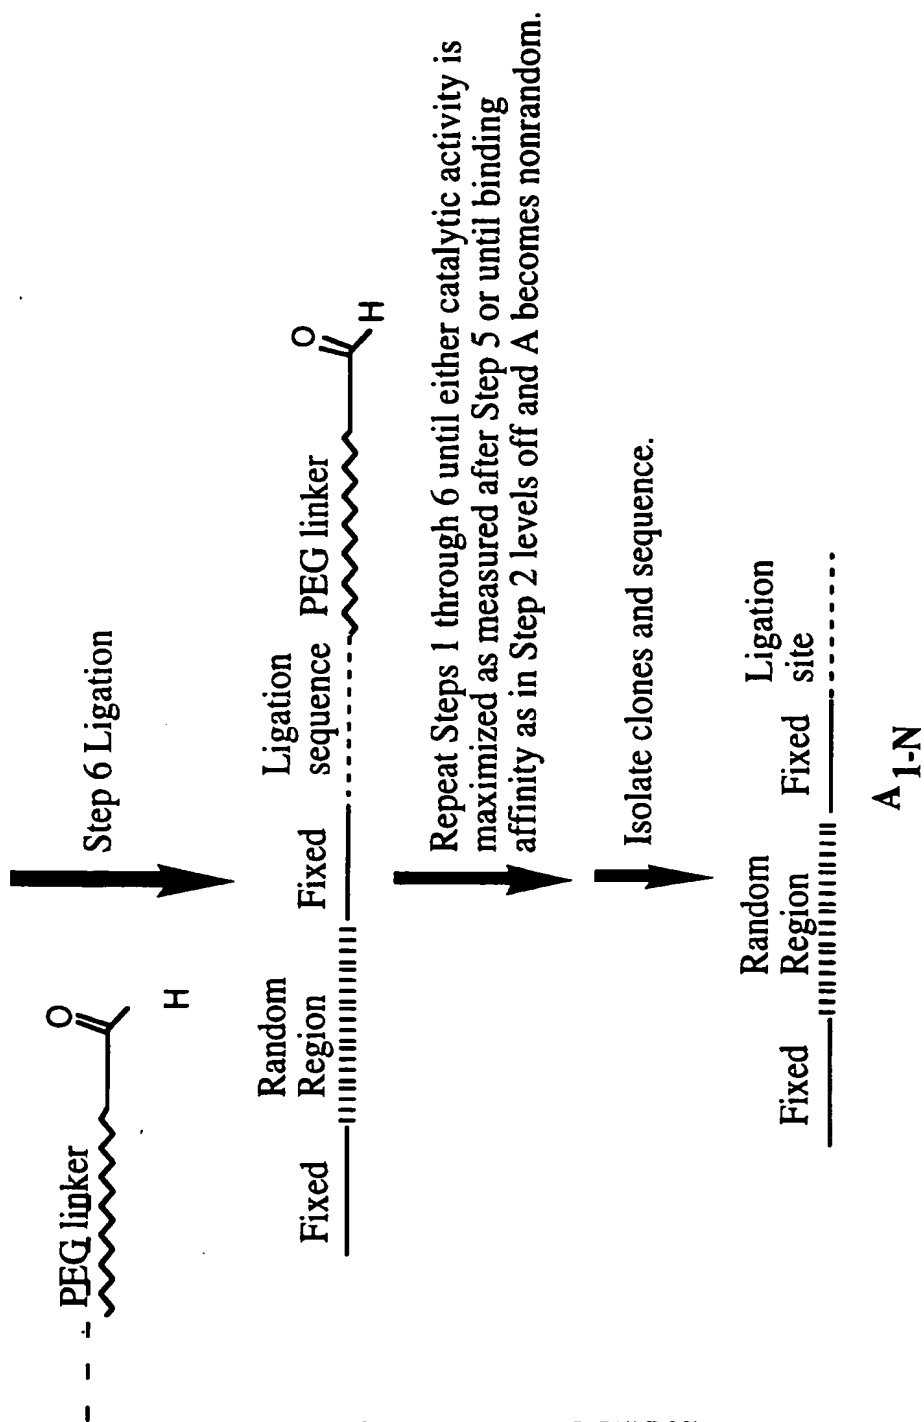 PEG linker
O
H
Step 6 Ligation
Random
Region
Ligation
sequence
Fixed
Fixed
PEG linker
O
H
Repeat Steps 1 through 6 until either catalytic activity is
maximized as measured after Step 5 or until binding
affinity as in Step 2 levels off and A becomes nonrandom.
Isolate clones and sequence.
Random
Region
Ligation
site
Fixed
Fixed
A 1-N